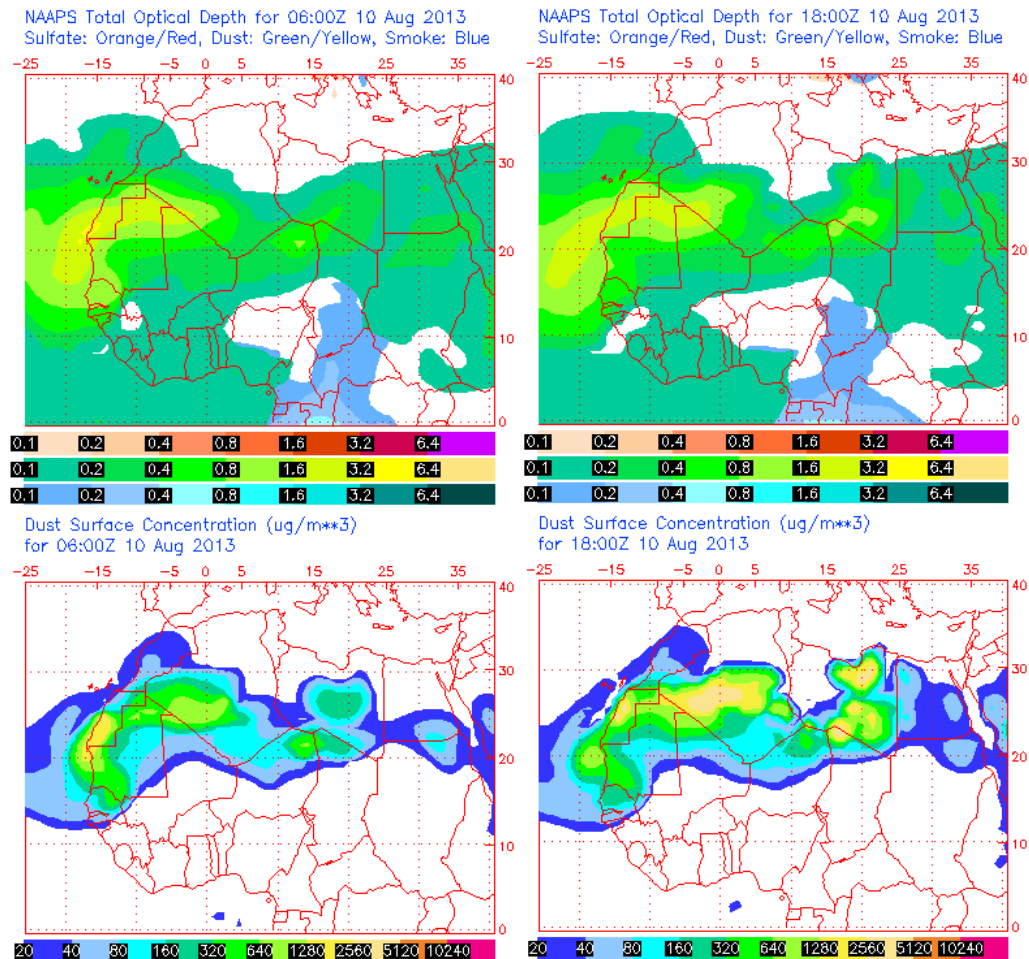 NAAPS Total Optical Depth for 06:00Z 10 Aug 2013
Sulfate: Orange/Red, Dust: Green/Yellow, Smoke: Blue
-25 -15 -5 0 5 15 25 35
40
30
20
10
0
0.1 0.2 0.4 0.8 1.6 3.2 6.4
0.1 0.2 0.4 0.8 1.6 3.2 6.4
0.1 0.2 0.4 0.8 1.6 3.2 6.4
NAAPS Total Optical Depth for 18:00Z 10 Aug 2013
Sulfate: Orange/Red, Dust: Green/Yellow, Smoke: Blue
-25 -15 -5 0 5 15 25 35
40
30
20
10
0
0.1 0.2 0.4 0.8 1.6 3.2 6.4
0.1 0.2 0.4 0.8 1.6 3.2 6.4
0.1 0.2 0.4 0.8 1.6 3.2 6.4
Dust Surface Concentration (ug/m**3)
for 06:00Z 10 Aug 2013
-25 -15 -5 0 5 15 25 35
40
30
20
10
0
20 40 80 160 320 640 1280 2560 5120 10240
Dust Surface Concentration (ug/m**3)
for 18:00Z 10 Aug 2013
-25 -15 -5 0 5 15 25 35
40
30
20
10
0
20 40 80 160 320 640 1280 2560 5120 10240